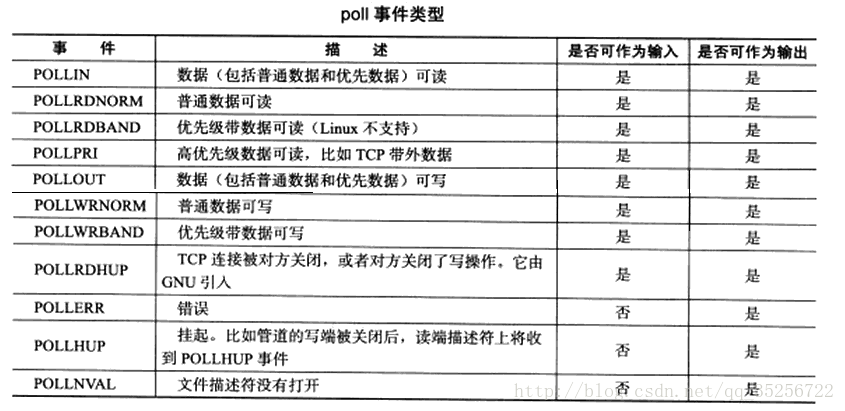 poll 事件类型
事 件 描 述 是否可作为输入 是否可作为输出
POLLIN 数据（包括普通数据和优先数据）可读 是 是
POLLRDNORM 普通数据可读 是 是
POLLRDBAND 优先级带数据可读（Linux 不支持） 是 是
POLLPRI 高优先级数据可读，比如 TCP 带外数据 是 是
POLLOUT 数据（包括普通数据和优先数据）可写 是 是
POLLWRNORM 普通数据可写 是 是
POLLWRBAND 优先级带数据可写 是 是
POLLRDHUP TCP 连接被对方关闭，或者对方关闭了写操作。它由 是 是
GNU 引入
POLLERR 错误 否 是
POLLHUP 挂起。比如管道的写端被关闭后，读端描述符上将收 否 是
到 POLLHUP 事件
POLLNVAL 文件描述符没有打开 否 是